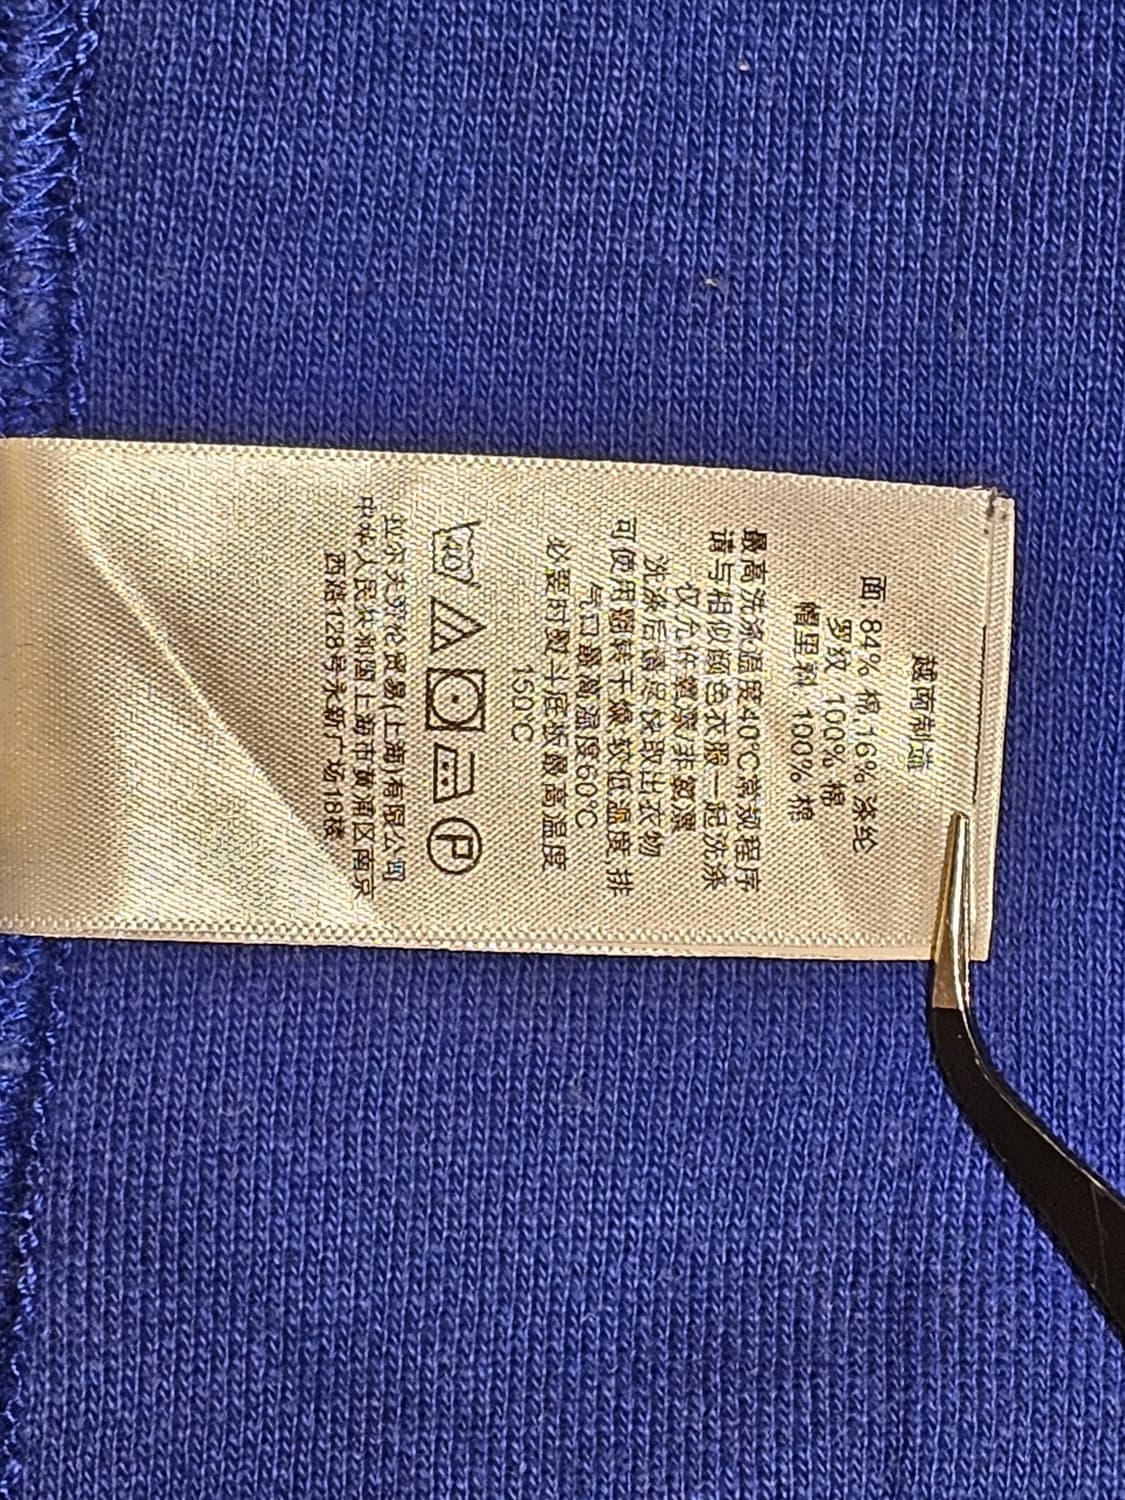 越南制造
面: 84% 棉,16% 涤纶
罗纹 100% 棉
帽里料 100% 棉
最高洗涤温度40°C常规程序
请与相似颜色衣服一起洗涤
仅允许氧漂/非氯漂
洗涤后请尽快取出衣物
可使用翻转干燥,较低温度,排
气口最高温度60°C
必要时熨斗底板最高温度
150°C
40 P
拉尔夫劳伦贸易(上海)有限公司
中华人民共和国上海市黄浦区南京
西路128号永新广场18楼